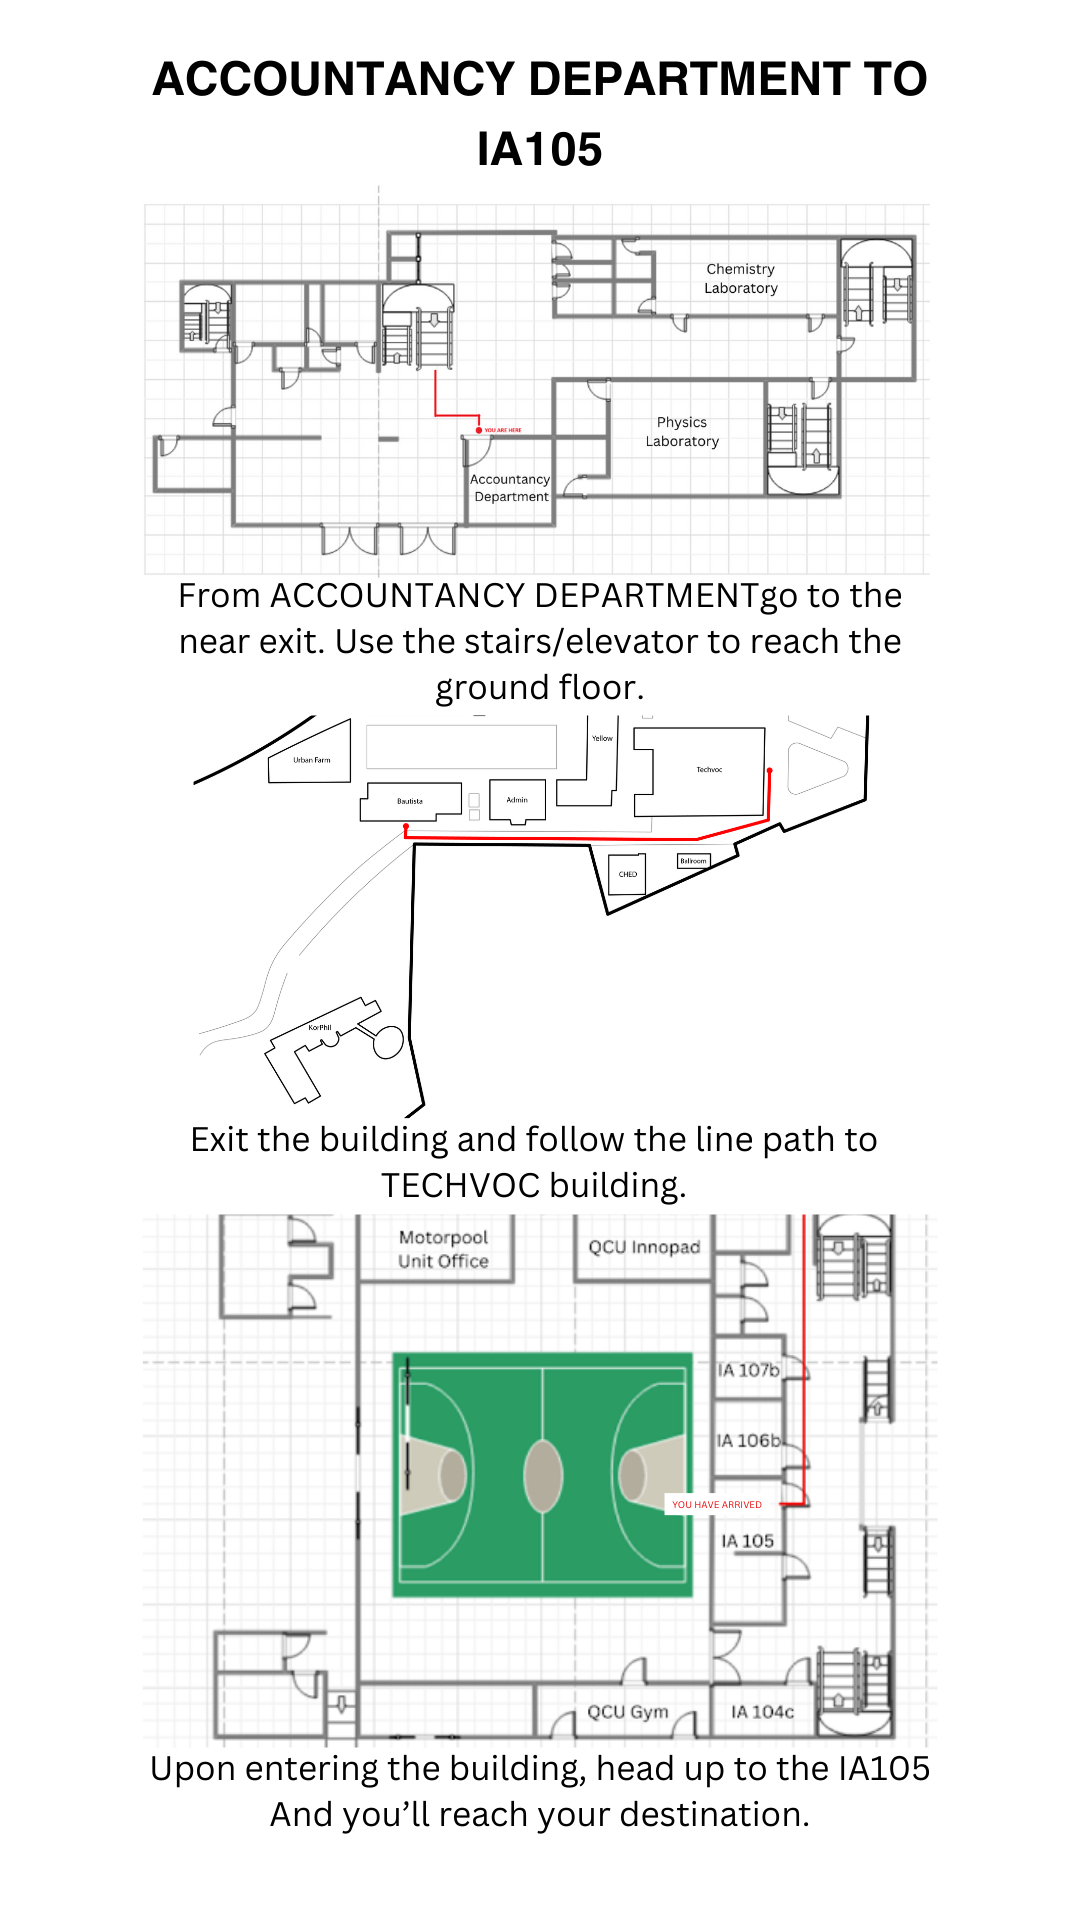 ACCOUNTANCY DEPARTMENT TO
IA105
Chemistry
Laboratory
Physics
Laboratory
YOU ARE HERE
Accountancy
Department
From ACCOUNTANCY DEPARTMENTgo to the
near exit. Use the stairs/elevator to reach the
ground floor.
Urban Farm
Yellow
Techvoc
Bautista
Admin
CHED
Ballroom
KorPhil
Exit the building and follow the line path to
TECHVOC building.
Motorpool
Unit Office
QCU Innopad
IA 107b
IA 106b
YOU HAVE ARRIVED
IA 105
QCU Gym
IA 104c
Upon entering the building, head up to the IA105
And you’ll reach your destination.